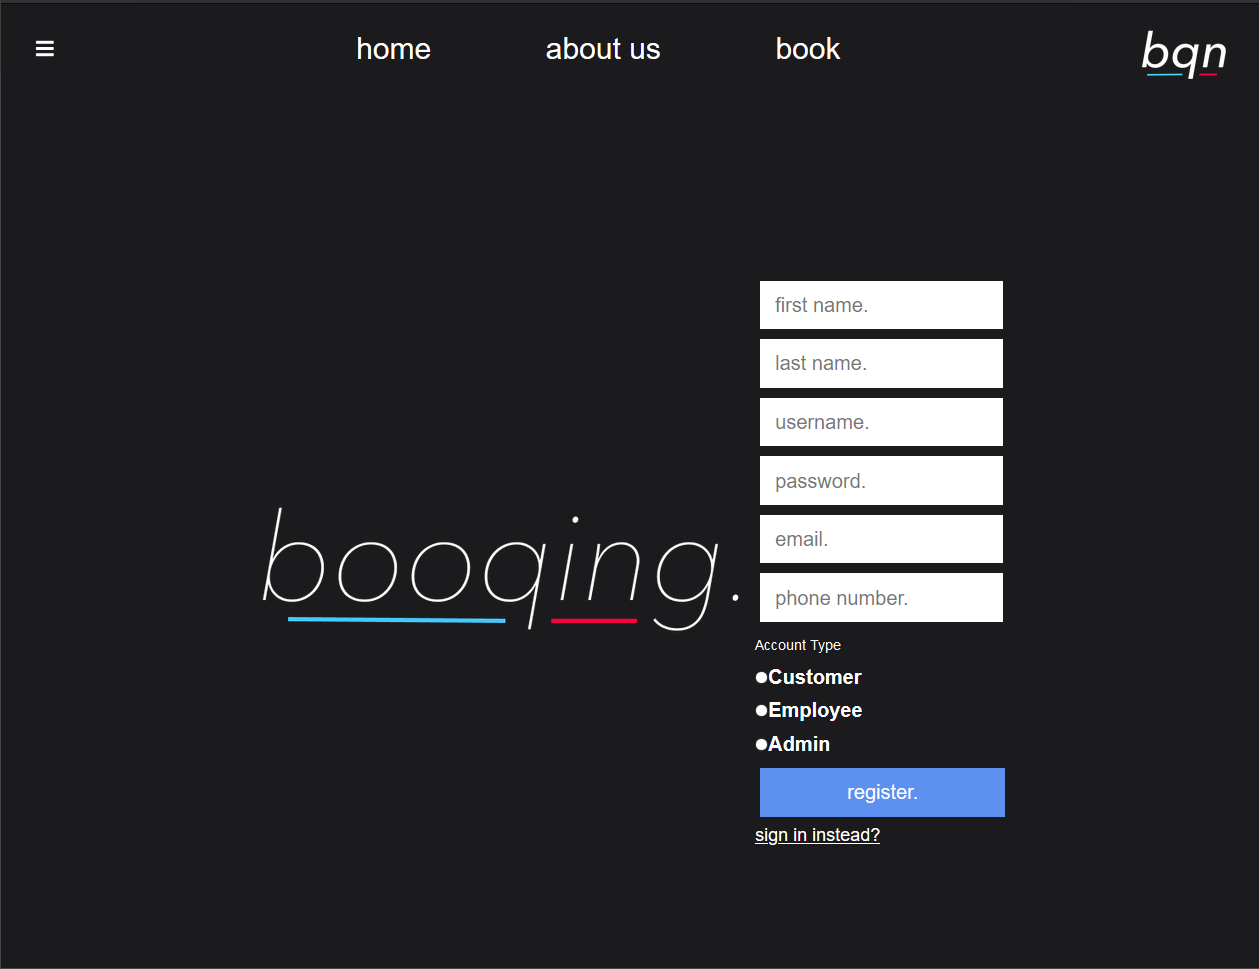 home about us book bqn
first name.
last name.
username.
password.
email.
booqing.
phone number.
Account Type
Customer
Employee
Admin
register.
sign in instead?